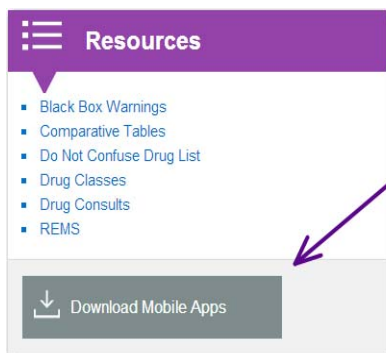 Resources
Black Box Warnings
Comparative Tables
Do Not Confuse Drug List
Drug Classes
Drug Consults
REMS
Download Mobile Apps